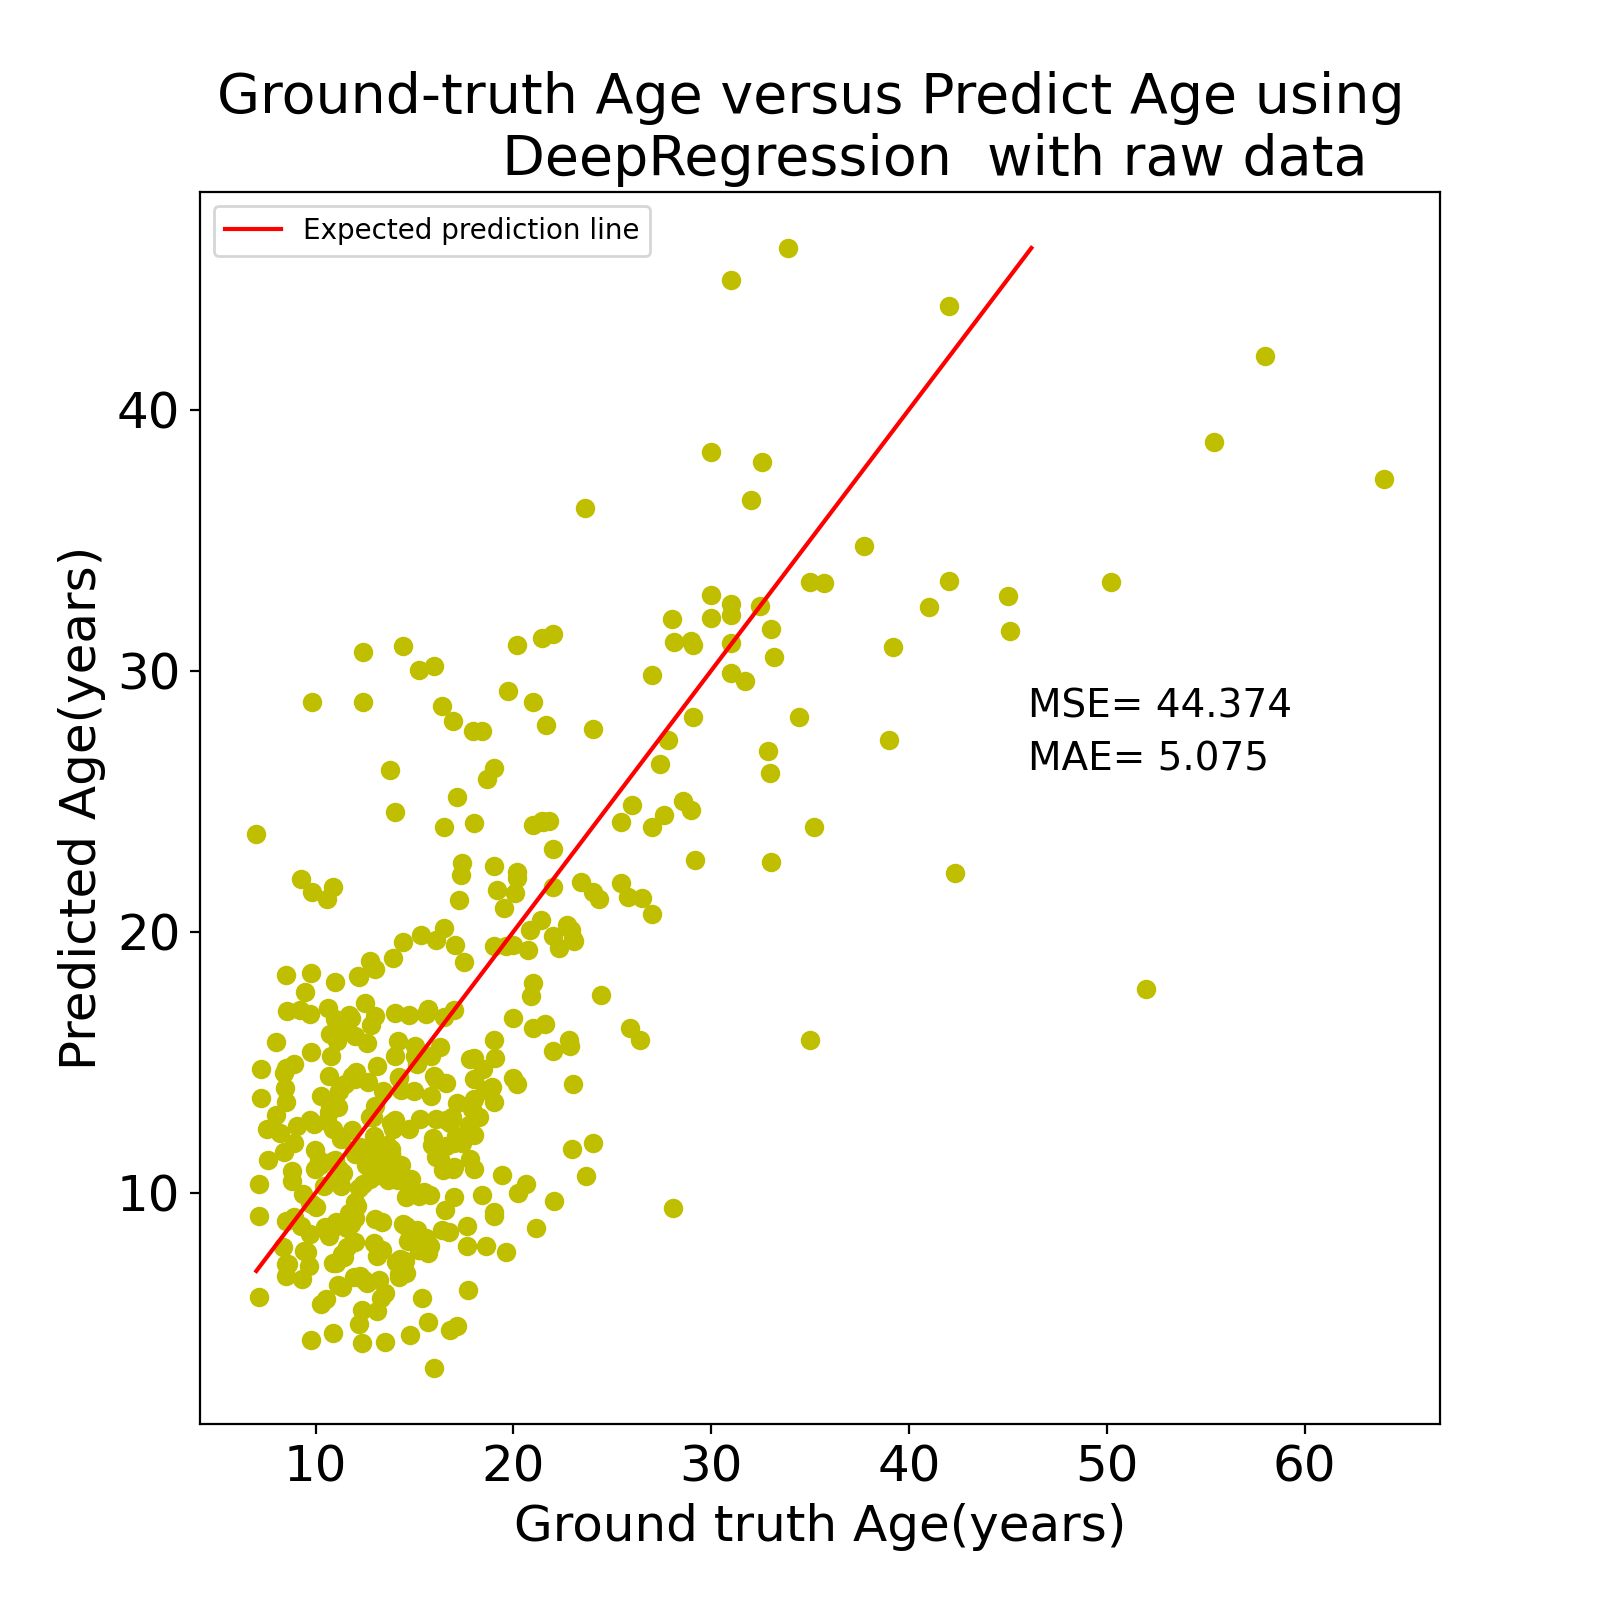 Ground-truth Age versus Predict Age using
DeepRegression  with raw data
Expected prediction line
40
30
20
10
Predicted Age(years)
MSE= 44.374
MAE= 5.075
10 20 30 40 50 60
Ground truth Age(years)